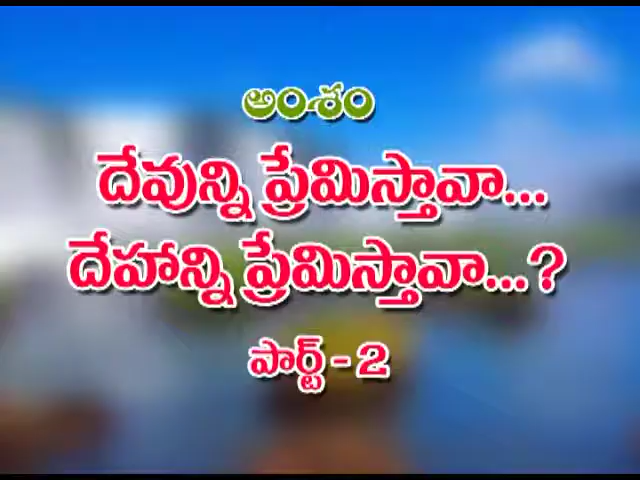 అంశం
దేవున్ని ప్రేమిస్తావా...
దేహాన్ని ప్రేమిస్తావా...?
పార్ట్ - 2